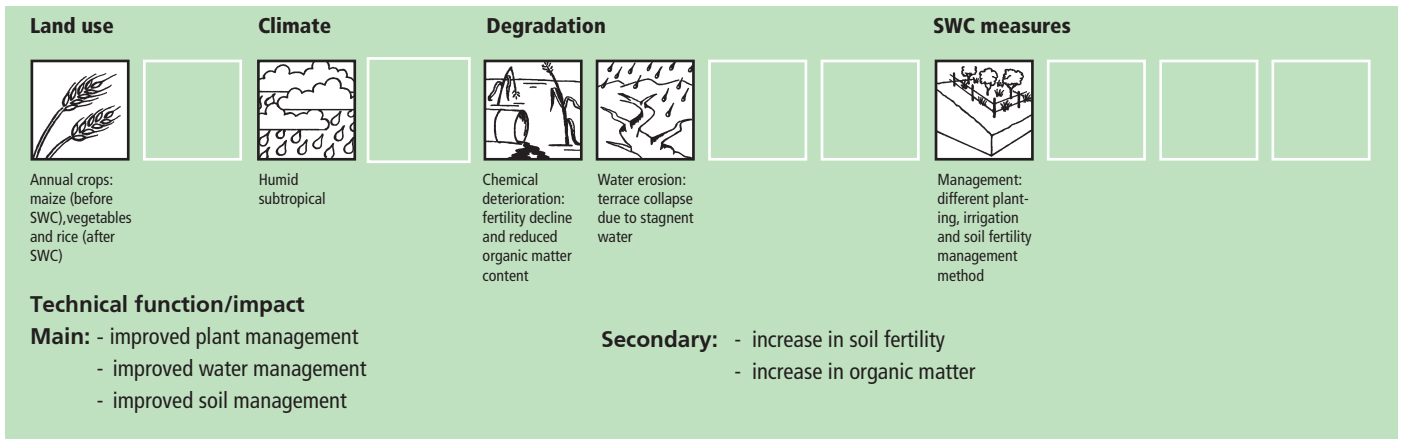 Land use
Climate
Degradation
SWC measures
Annual crops:
maize (before
SWC),vegetables
and rice (after
SWC)
Humid
subtropical
Chemical
deterioration:
fertility decline
and reduced
organic matter
content
Water erosion:
terrace collapse
due to stagnent
water
Management:
different plant-
ing, irrigation
and soil fertility
management
method
Technical function/impact
Main: - improved plant management
- improved water management
- improved soil management
Secondary: - increase in soil fertility
- increase in organic matter